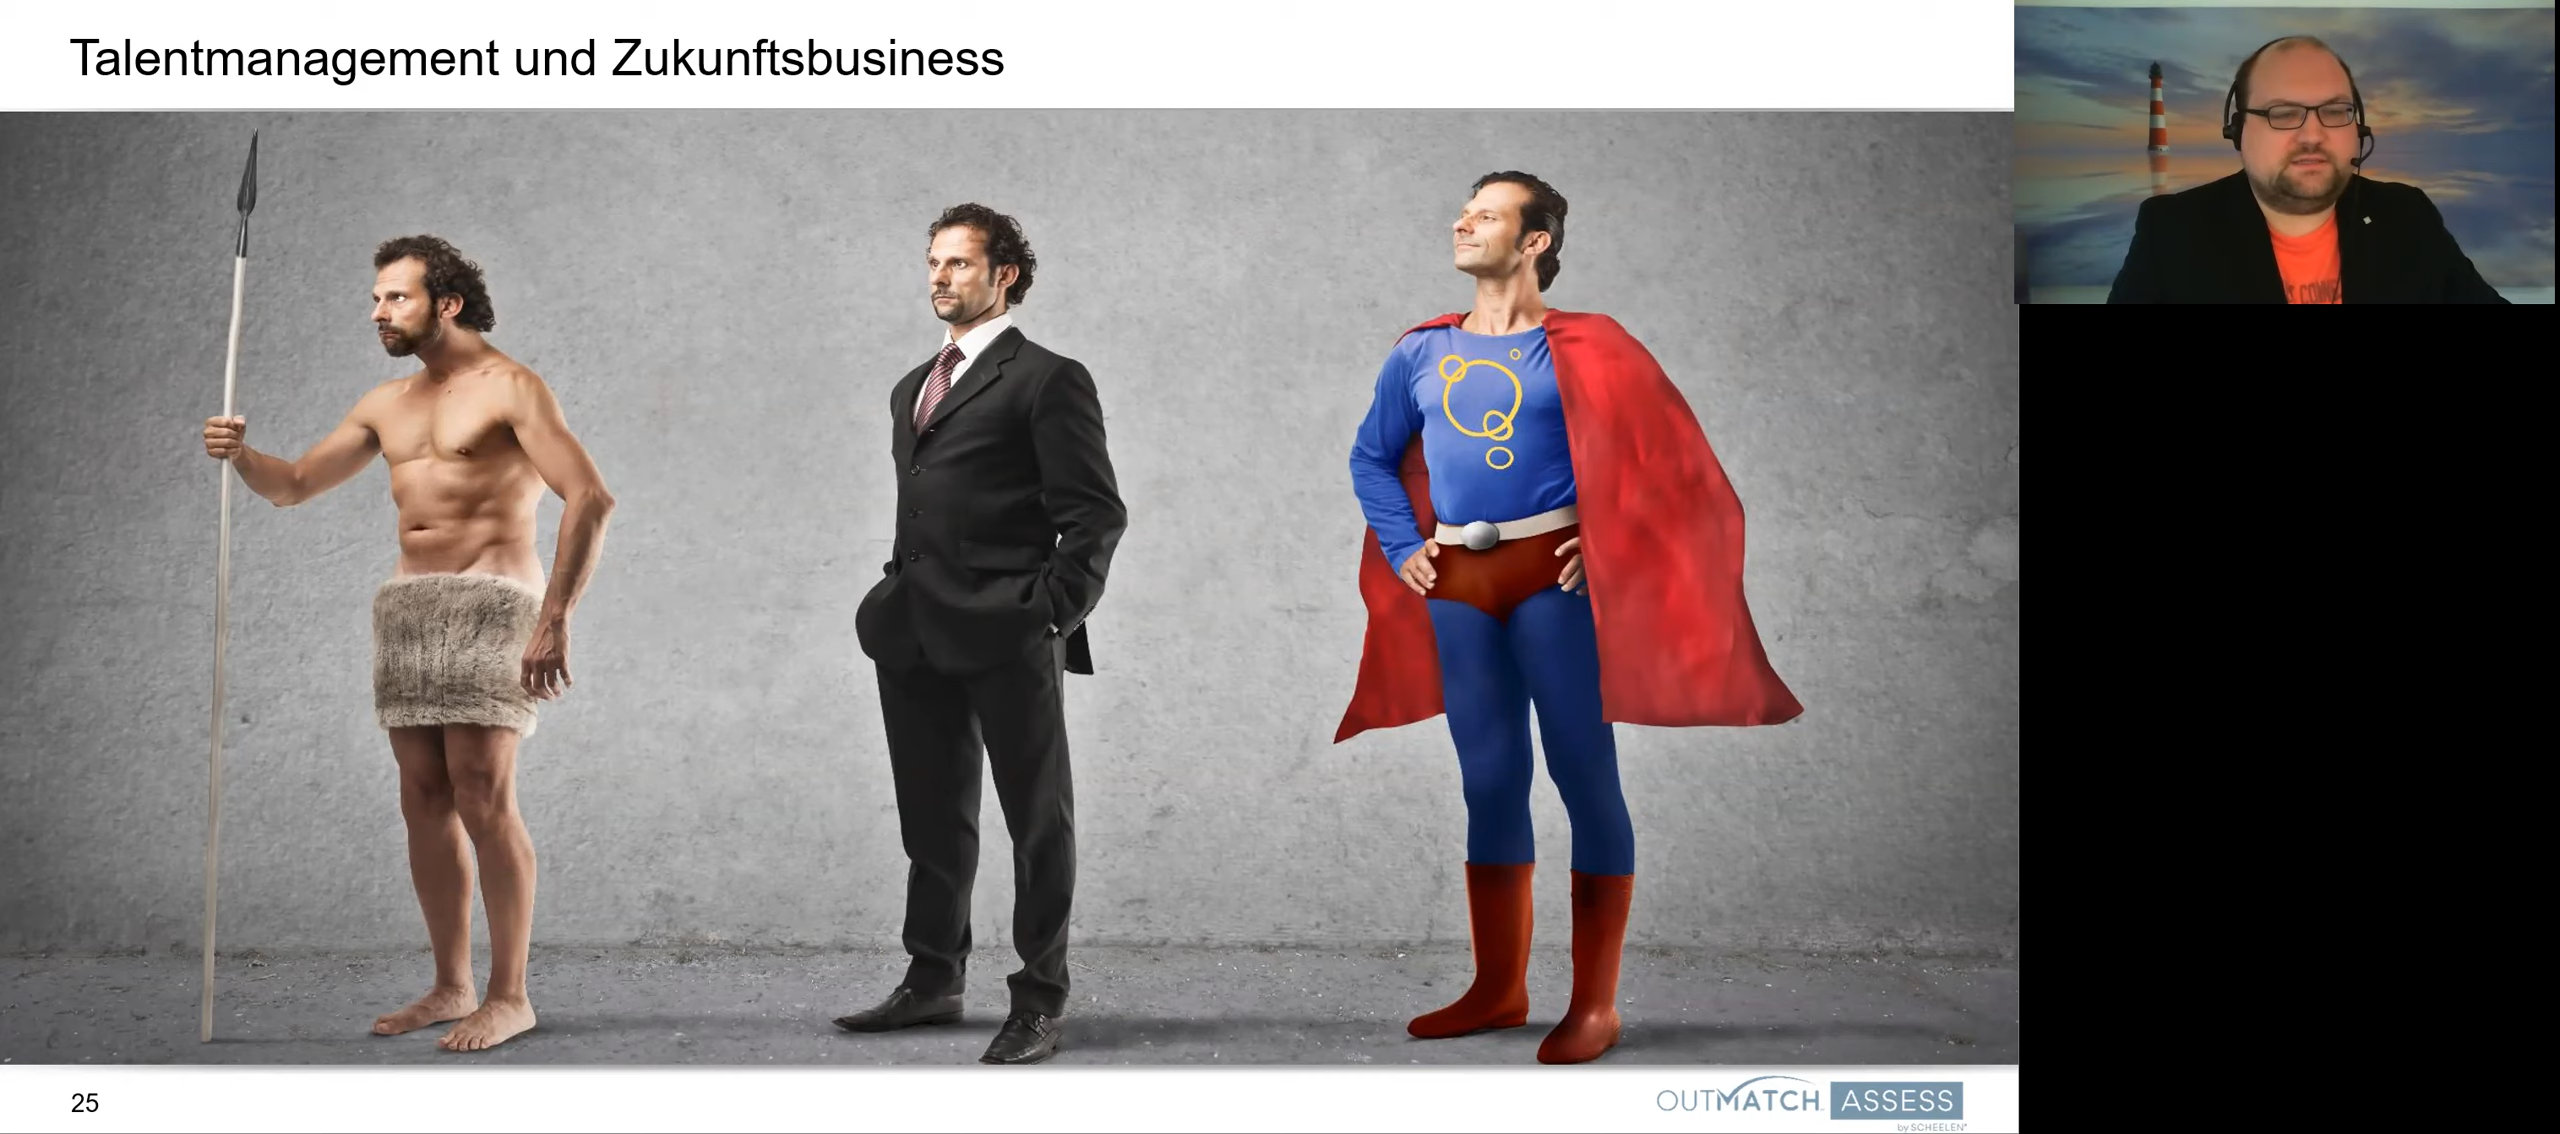 Talentmanagement und Zukunftsbusiness
25
OUTMATCH ASSESS
by SCHEELEN®